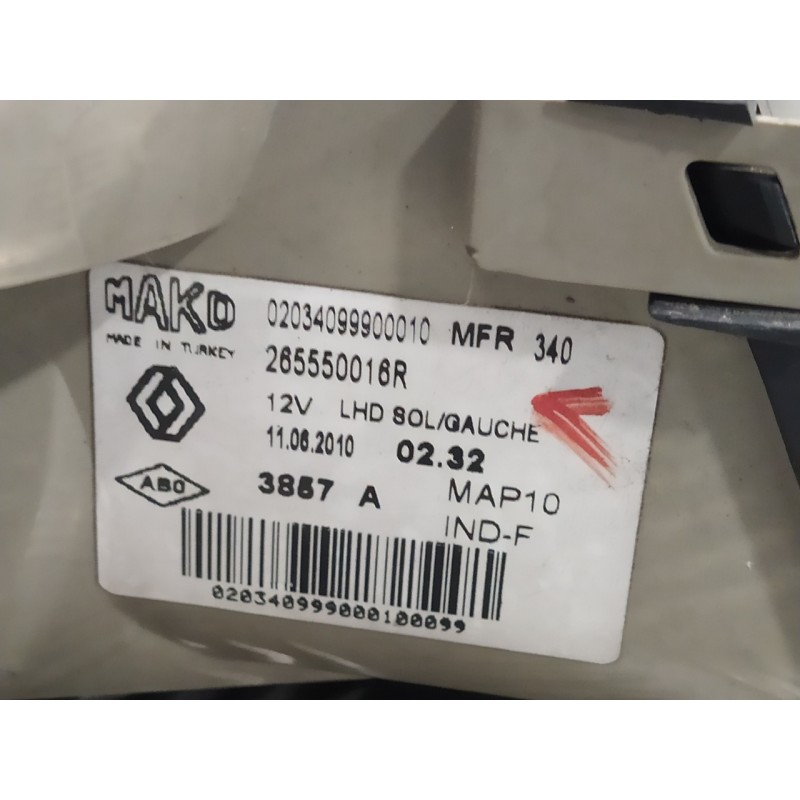 MAKO 02034099900010 MFR 340
MADE IN TURKEY 265550016R
12V LHD SOL/GAUCHE
11.06.2010 02.32
ABO 3857 A MAP10
IND-F
020340999000100099